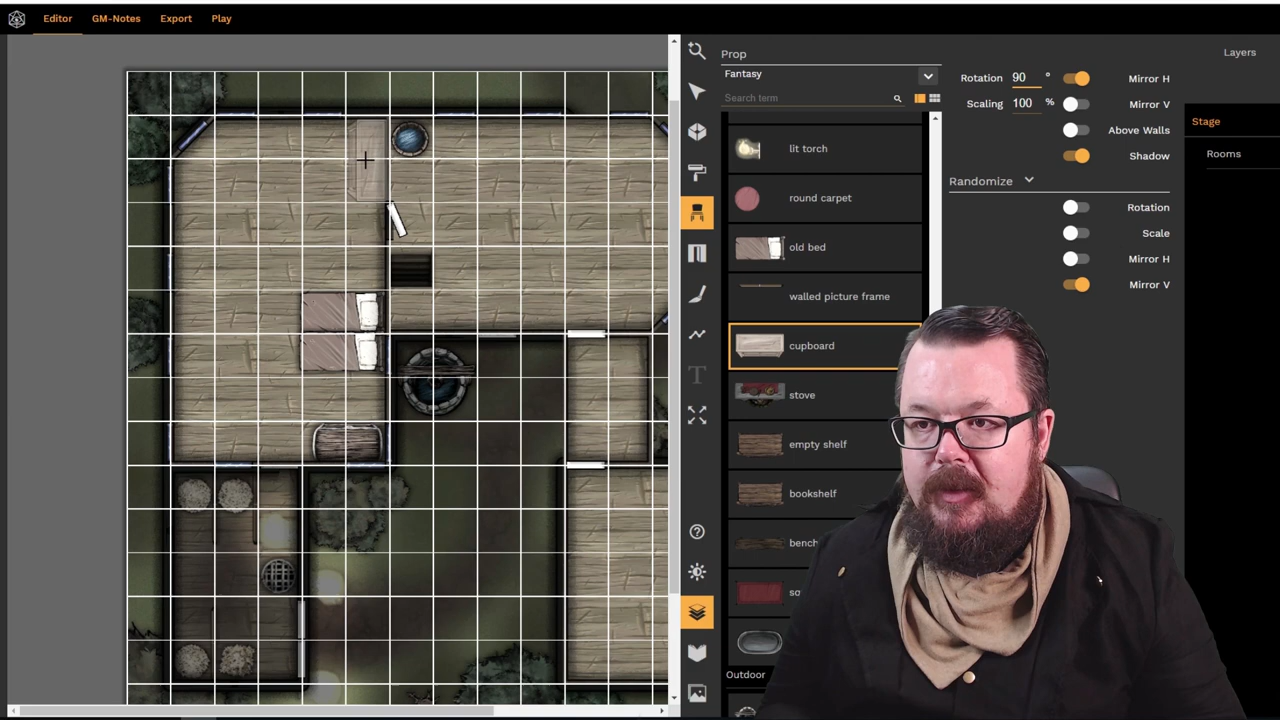 Editor
GM-Notes
Export
Play
Prop
Fantasy
Search term
lit torch
round carpet
old bed
walled picture frame
cupboard
stove
empty shelf
bookshelf
bench
Outdoor
Rotation 90 °
Scaling 100 %
Mirror H
Mirror V
Above Walls
Shadow
Randomize
Rotation
Scale
Mirror H
Mirror V
Layers
Stage
Rooms